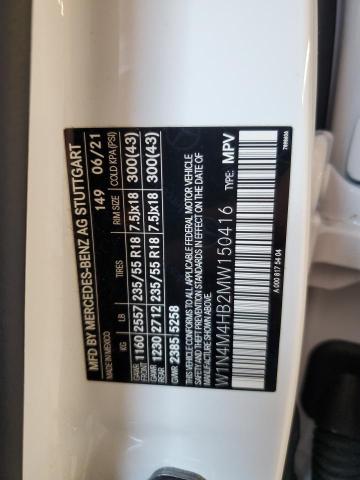 MFD BY MERCEDES-BENZ AG STUTTGART
MADE IN MEXICO 149 06/21
KG LB TIRES RIM SIZE COLD KPA(PSI)
GAWR FRONT 1160 2557 235/55 R18 7.5Jx18 300(43)
GAWR REAR 1230 2712 235/55 R18 7.5Jx18 300(43)
GVWR 2385 5258
THIS VEHICLE CONFORMS TO ALL APPLICABLE FEDERAL MOTOR VEHICLE
SAFETY STANDARDS IN EFFECT ON THE DATE OF
MANUFACTURE SHOWN ABOVE.
W1N4M4HB2MW150416 TYPE: MPV
A 000 817 54 04